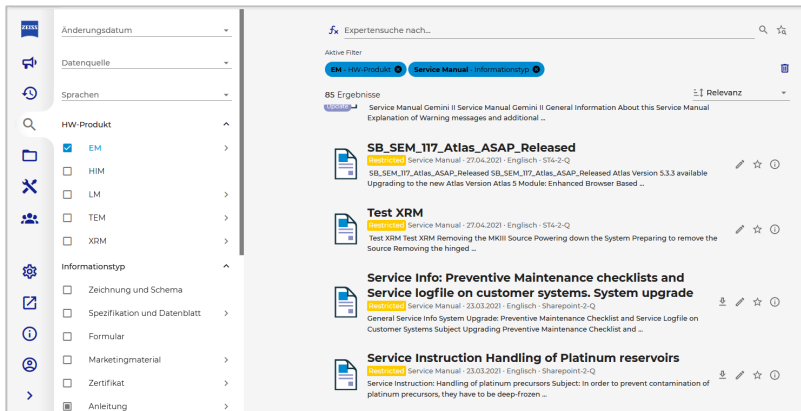 ZEISS
Änderungsdatum
Datenquelle
Sprachen
HW-Produkt
EM
HIM
LM
TEM
XRM
Informationstyp
Zeichnung und Schema
Spezifikation und Datenblatt
Formular
Marketingmaterial
Zertifikat
Anleitung
fx Expertensuche nach...
Aktive Filter
EM - HW-Produkt Service Manual - Informationstyp
85 Ergebnisse
Relevanz
Update
Service Manual Gemini II Service Manual Gemini II General Information About this Service Manual
Explanation of Warning messages and additional ...
SB_SEM_117_Atlas_ASAP_Released
Restricted Service Manual · 27.04.2021 · Englisch · ST4-2-Q
SB_SEM_117_Atlas_ASAP_Released SB_SEM_117_Atlas_ASAP_Released Atlas Version 5.3.3 available
Upgrading to the new Atlas Version Atlas 5 Module: Enhanced Browser Based ...
Test XRM
Restricted Service Manual · 27.04.2021 · Englisch · ST4-2-Q
Test XRM Test XRM Removing the MKIII Source Powering down the System Preparing to remove the
Source Removing the hinged ...
Service Info: Preventive Maintenance checklists and
Service logfile on customer systems. System upgrade
Restricted Service Manual · 23.03.2021 · Englisch · Sharepoint-2-Q
General Service Info System Upgrade: Preventive Maintenance Checklist and Service Logfile on
Customer Systems Subject Upgrading Preventive Maintenance Checklist and ...
Service Instruction Handling of Platinum reservoirs
Restricted Service Manual · 23.03.2021 · Englisch · Sharepoint-2-Q
Service Instruction: Handling of platinum precursors Subject: In order to prevent contamination of
platinum precursors, they have to be deep-frozen ...